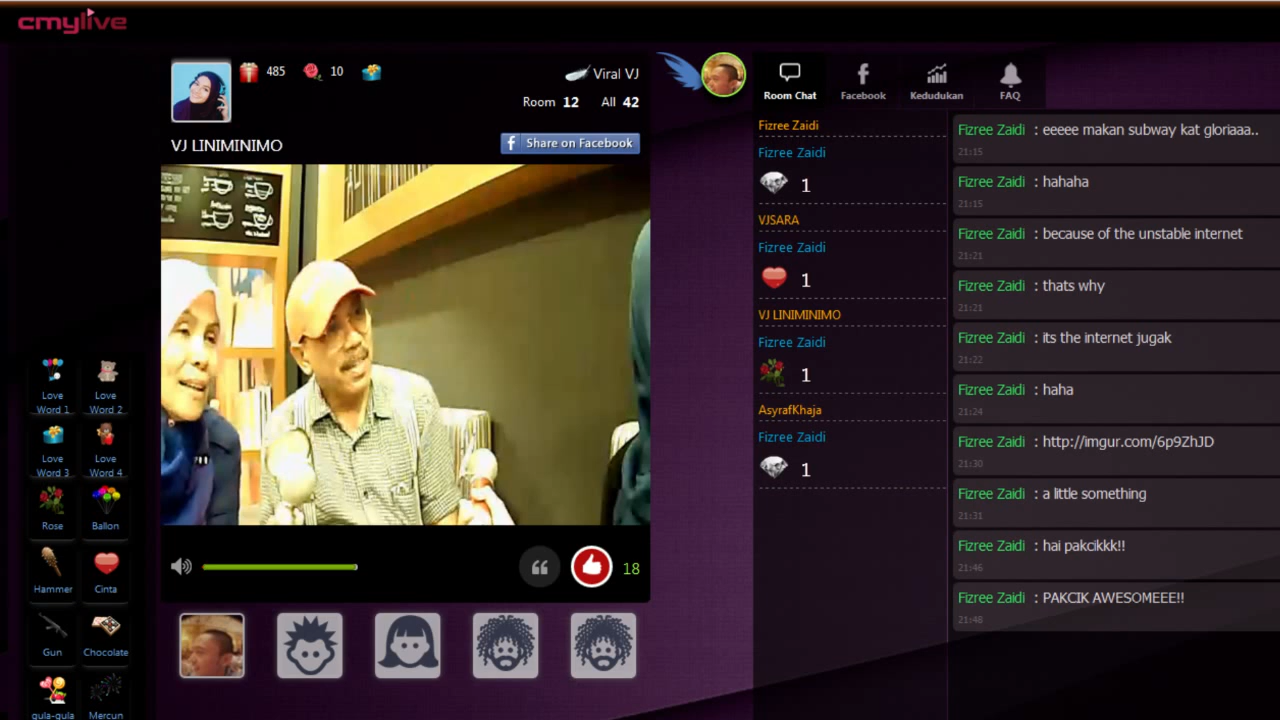 cmylive
485
10
Viral VJ
Room 12 All 42
VJ LINIMINIMO
Share on Facebook
Love
Word 1
Love
Word 2
Love
Word 3
Love
Word 4
Rose
Ballon
Hammer
Cinta
Gun
Chocolate
gula-gula
Mercun
18
Room Chat
Facebook
Kedudukan
FAQ
Fizree Zaidi
Fizree Zaidi
1
VJSARA
Fizree Zaidi
1
VJ LINIMINIMO
Fizree Zaidi
1
AsyrafKhaja
Fizree Zaidi
1
Fizree Zaidi : eeeee makan subway kat gloriaaa..
21:15
Fizree Zaidi : hahaha
21:15
Fizree Zaidi : because of the unstable internet
21:21
Fizree Zaidi : thats why
21:21
Fizree Zaidi : its the internet jugak
21:22
Fizree Zaidi : haha
21:24
Fizree Zaidi : http://imgur.com/6p9ZhJD
21:30
Fizree Zaidi : a little something
21:31
Fizree Zaidi : hai pakcikkk!!
21:46
Fizree Zaidi : PAKCIK AWESOMEEE!!
21:48